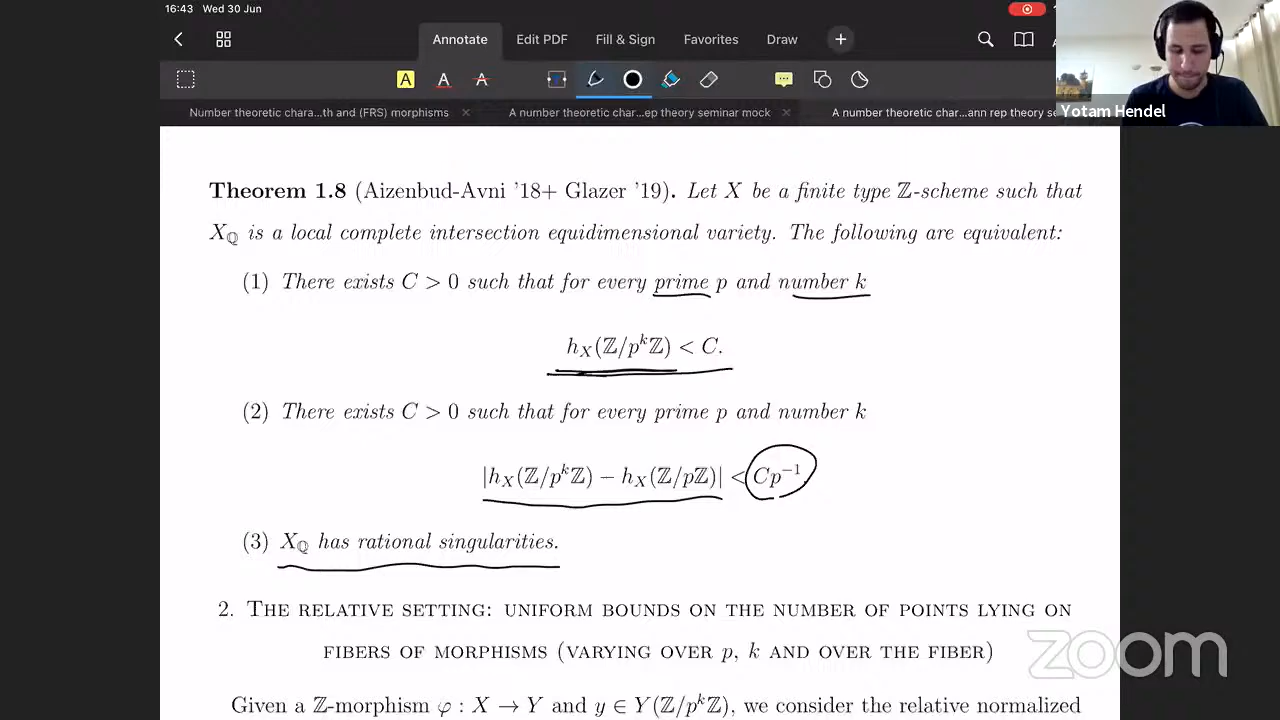 16:43 Wed 30 Jun
Annotate Edit PDF Fill & Sign Favorites Draw
A A A
Number theoretic chara…th and (FRS) morphisms A number theoretic char…ep theory seminar mock A number theoretic char…ann rep theory se
Yotam Hendel
Theorem 1.8 (Aizenbud-Avni '18+ Glazer '19). Let X be a finite type ℤ-scheme such that
X_ℚ is a local complete intersection equidimensional variety. The following are equivalent:
(1) There exists C > 0 such that for every prime p and number k
h_X(ℤ/p^kℤ) < C.
(2) There exists C > 0 such that for every prime p and number k
|h_X(ℤ/p^kℤ) − h_X(ℤ/pℤ)| < Cp^{−1}
(3) X_ℚ has rational singularities.
2. THE RELATIVE SETTING: UNIFORM BOUNDS ON THE NUMBER OF POINTS LYING ON
FIBERS OF MORPHISMS (VARYING OVER p, k AND OVER THE FIBER)
zoom
Given a ℤ-morphism φ : X → Y and y ∈ Y(ℤ/p^kℤ), we consider the relative normalized